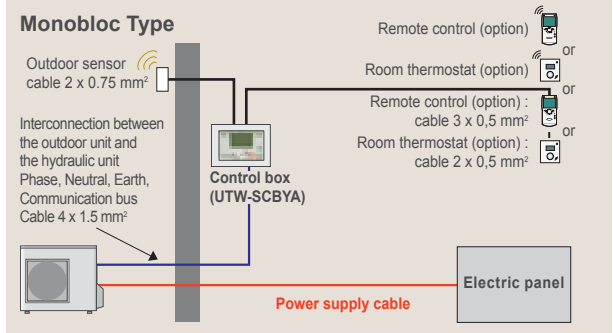 Monobloc Type
Outdoor sensor
cable 2 x 0.75 mm²
Interconnection between
the outdoor unit and
the hydraulic unit
Phase, Neutral, Earth,
Communication bus
Cable 4 x 1.5 mm²
Control box
(UTW-SCBYA)
Remote control (option)
or
Room thermostat (option)
or
Remote control (option) :
cable 3 x 0,5 mm²
or
Room thermostat (option) :
cable 2 x 0,5 mm²
Electric panel
Power supply cable